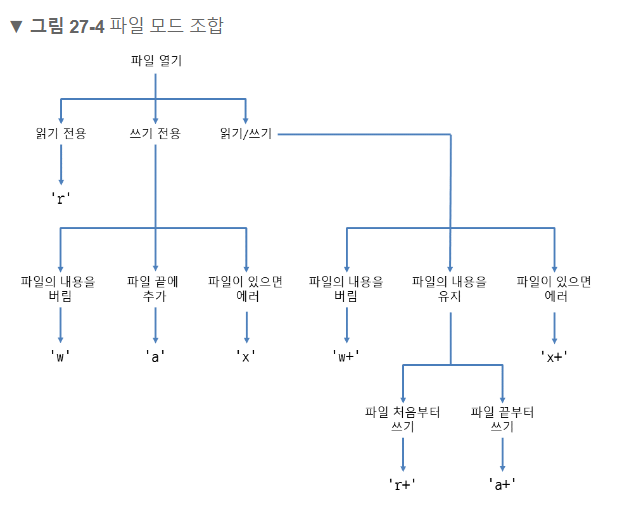 ▼ 그림 27-4 파일 모드 조합
파일 열기
읽기 전용
쓰기 전용
읽기/쓰기
'r'
파일의 내용을
버림
파일 끝에
추가
파일이 있으면
에러
파일의 내용을
버림
파일의 내용을
유지
파일이 있으면
에러
'w'
'a'
'x'
'w+'
'x+'
파일 처음부터
쓰기
파일 끝부터
쓰기
'r+'
'a+'